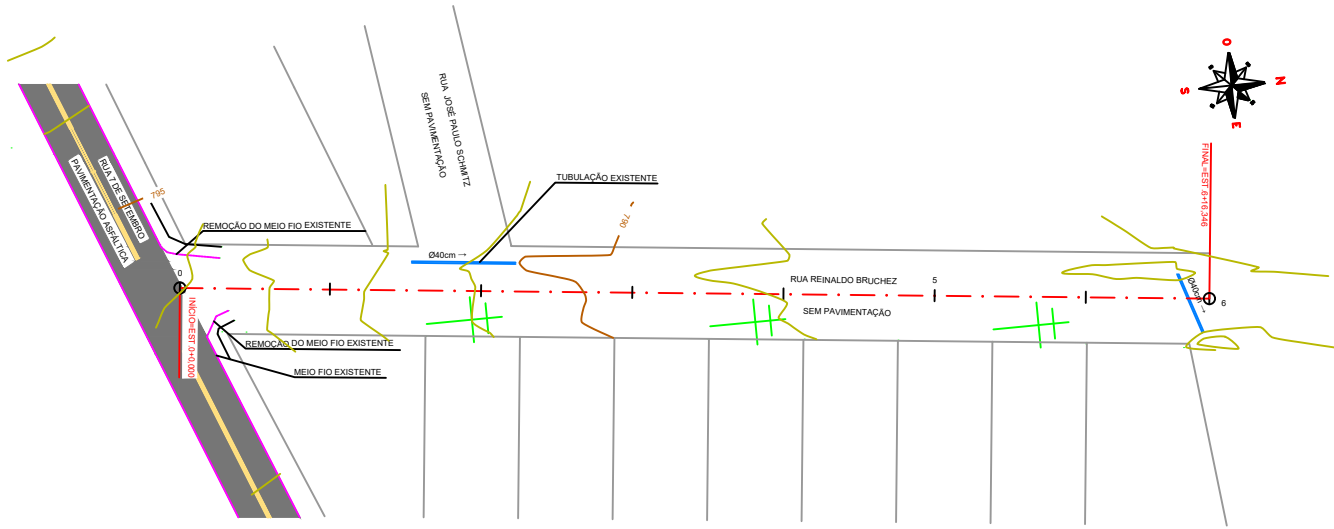 RUA 7 DE SETEMBRO
PAVIMENTAÇÃO ASFÁLTICA
795
REMOÇÃO DO MEIO FIO EXISTENTE
0
INÍCIO=EST.0+0.000
REMOÇÃO DO MEIO FIO EXISTENTE
MEIO FIO EXISTENTE
RUA JOSÉ PAULO SCHMITZ
SEM PAVIMENTAÇÃO
TUBULAÇÃO EXISTENTE
Ø40cm →
790
RUA REINALDO BRUCHEZ
SEM PAVIMENTAÇÃO
5
O
N
S
E
FINAL=EST.6+16.346
Ø40cm →
6